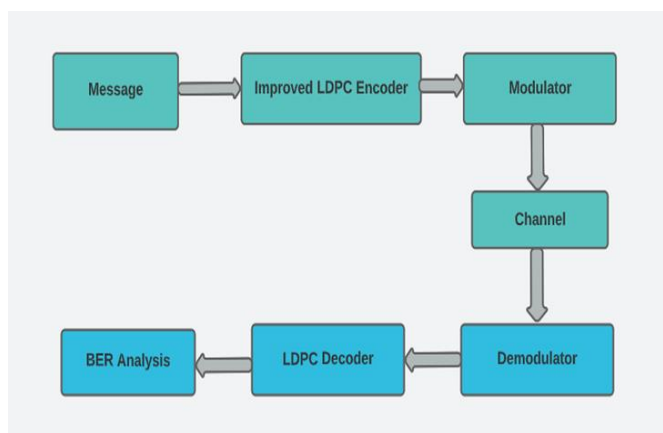 Message
Improved LDPC Encoder
Modulator
Channel
Demodulator
LDPC Decoder
BER Analysis